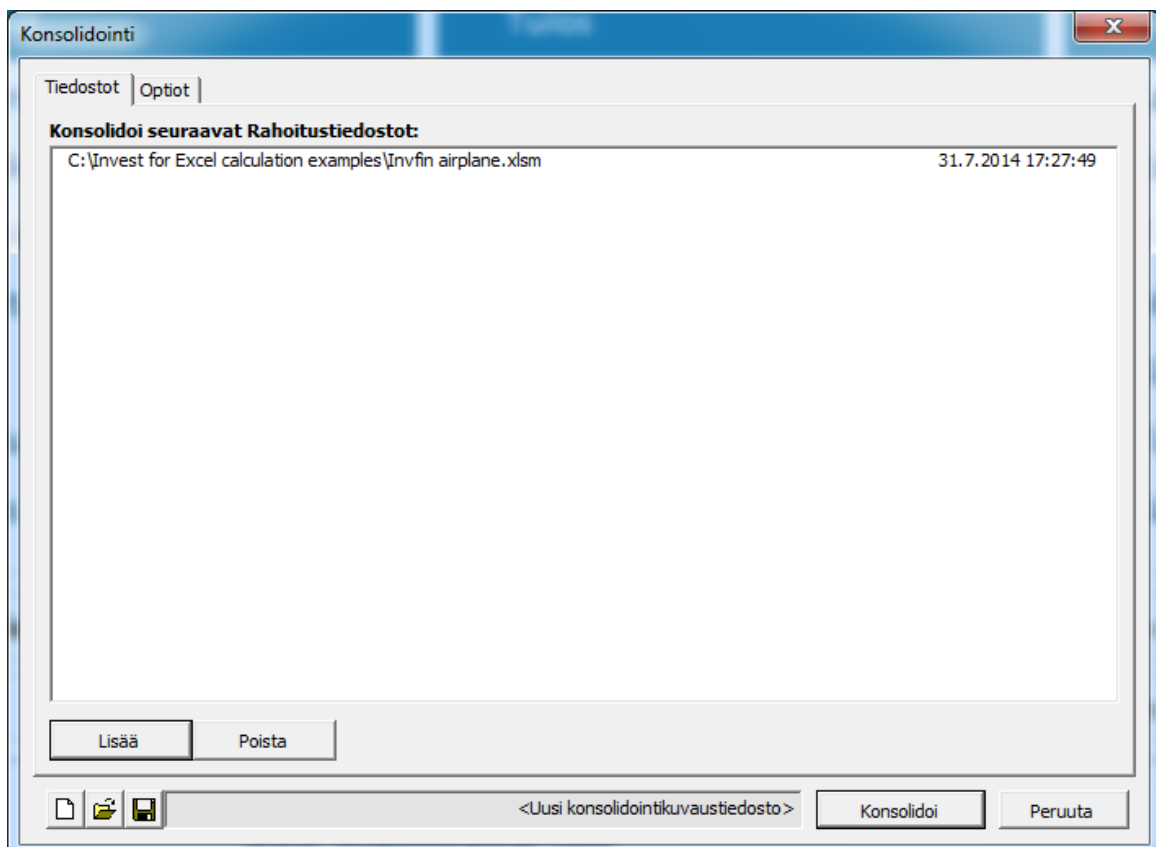 Tulos
Konsolidointi
Tiedostot Optiot
Konsolidoi seuraavat Rahoitustiedostot:
C:\Invest for Excel calculation examples\Invfin airplane.xlsm 31.7.2014 17:27:49
Lisää Poista
<Uusi konsolidointikuvaustiedosto> Konsolidoi Peruuta